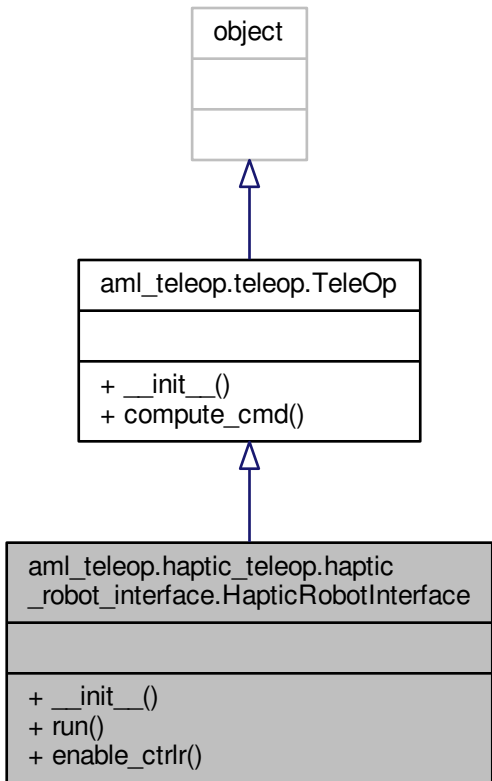 object
aml_teleop.teleop.TeleOp
+ __init__()
+ compute_cmd()
aml_teleop.haptic_teleop.haptic
_robot_interface.HapticRobotInterface
+ __init__()
+ run()
+ enable_ctrlr()